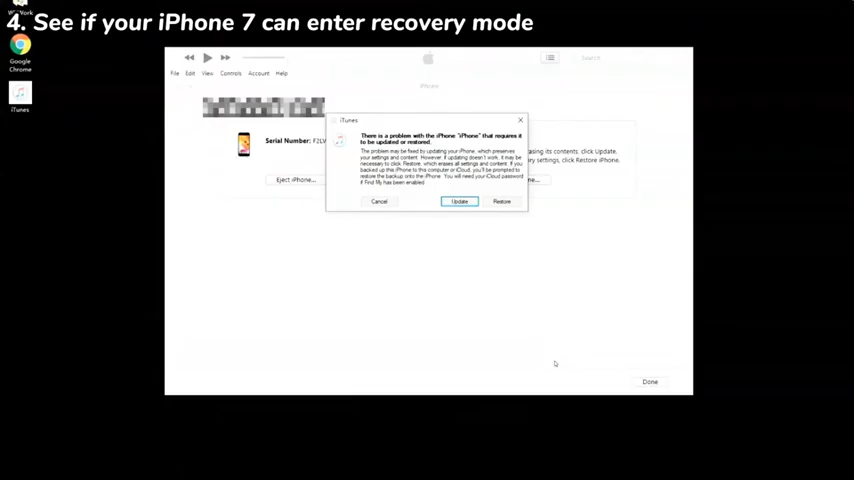 4. See if your iPhone 7 can enter recovery mode
Google
Chrome
iTunes
File Edit View Controls Account Help
Search
iPhone
iTunes
Serial Number: F2LV
There is a problem with the iPhone "iPhone" that requires it
to be updated or restored.
The problem may be fixed by updating your iPhone, which preserves
your settings and content. However, if updating doesn't work, it may be
necessary to click Restore, which erases all settings and content. If you
backed up this iPhone to this computer or iCloud, you'll be prompted to
restore the backup onto the iPhone. You will need your iCloud password
if Find My has been enabled.
asing its contents, click Update.
ry settings, click Restore iPhone.
Eject iPhone...
ne...
Cancel
Update
Restore
Done